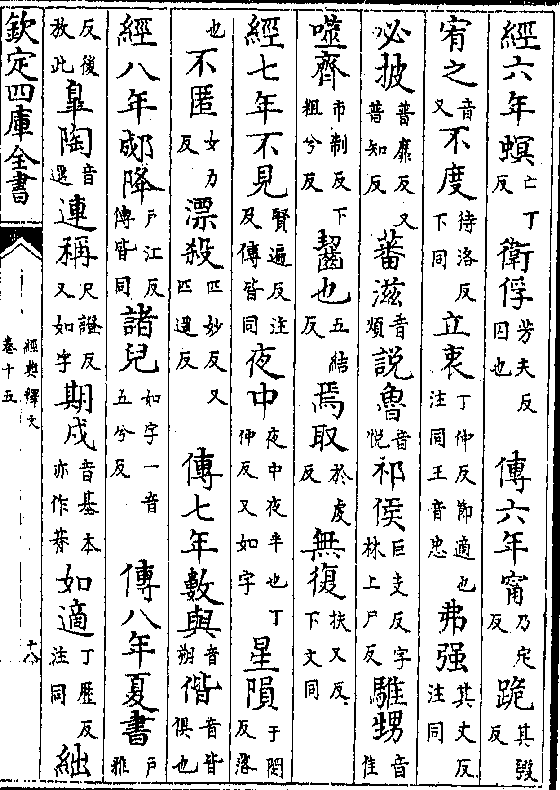 經六年螟亡丁反衛俘芳夫反囚也　傳六年甯乃定反跪其毀反
宥之音又不度待洛反下同立衷丁仲反節適也注同王音忠弗强其丈反注同
必披普靡反又普知反蕃滋音煩說魯音悅祁侯巨支反字林上尸反騅甥音隹
噬齊市制反下粗兮反齧也五結反焉取於虔反無復扶又反下文同
經七年不見賢遍反注及傳皆同夜中夜中夜半也丁仲反又如字星隕于閔反落
也不匿女力反漂殺匹妙反又匹遥反　傳七年數與音朔偕音皆俱也
經八年郕降戶江反傳皆同諸兒如字一音五兮反　傳八年夏書戶雅
反後放此皐陶音遥連稱尺證反又如字期戍音基本亦作朞如適丁歷反注同絀
欽定四庫全書
經典釋文
卷十五
十六